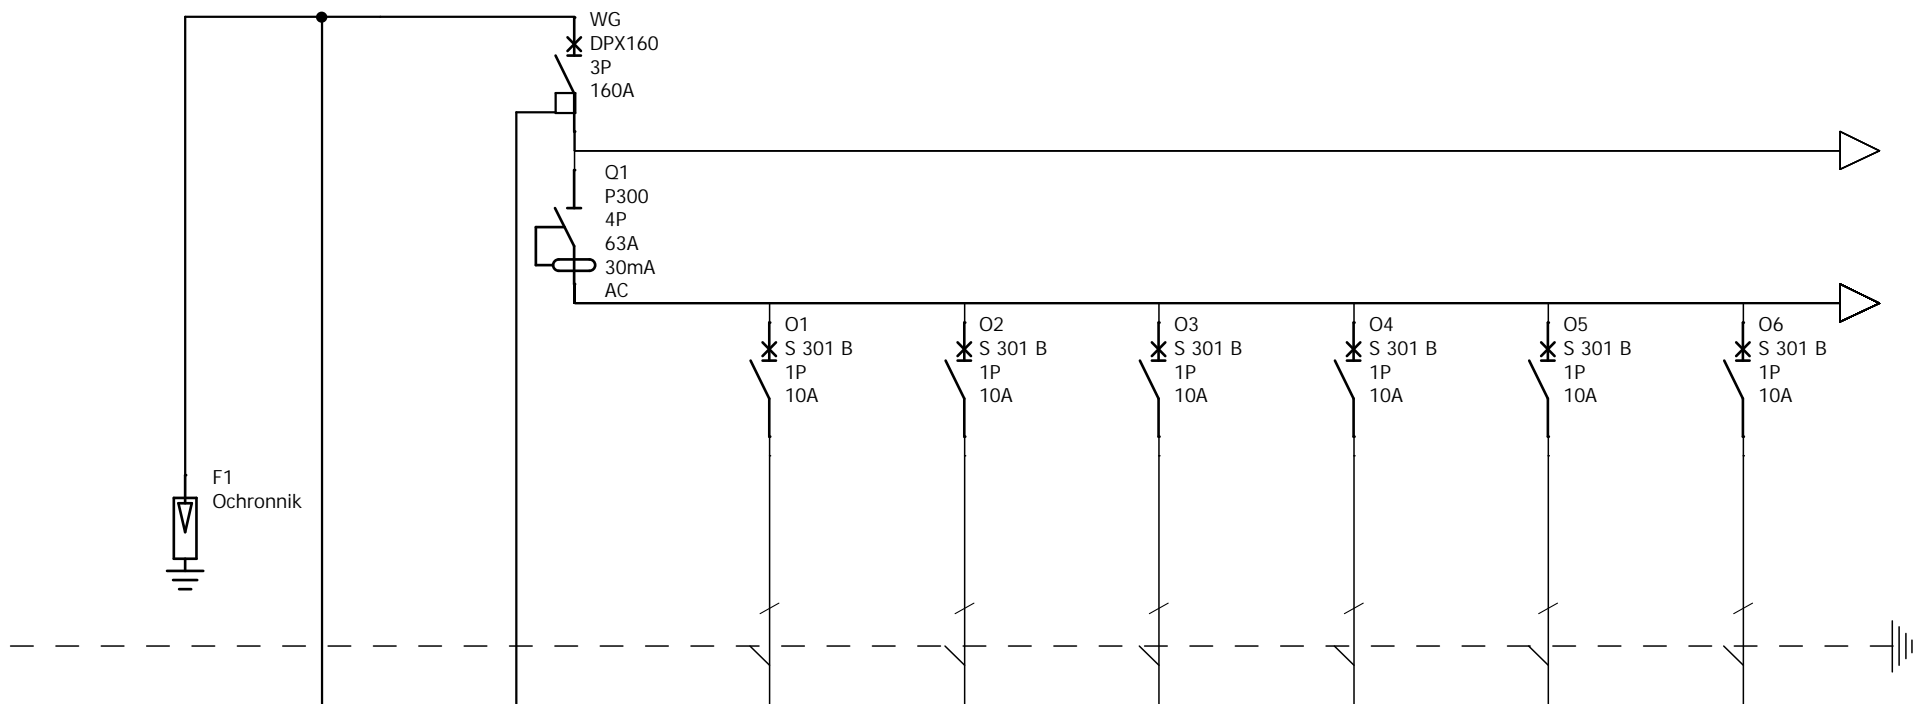 WG
DPX160
3P
160A
Q1
P300
4P
63A
30mA
AC
O1
S 301 B
1P
10A
O2
S 301 B
1P
10A
O3
S 301 B
1P
10A
O4
S 301 B
1P
10A
O5
S 301 B
1P
10A
O6
S 301 B
1P
10A
F1
Ochronnik